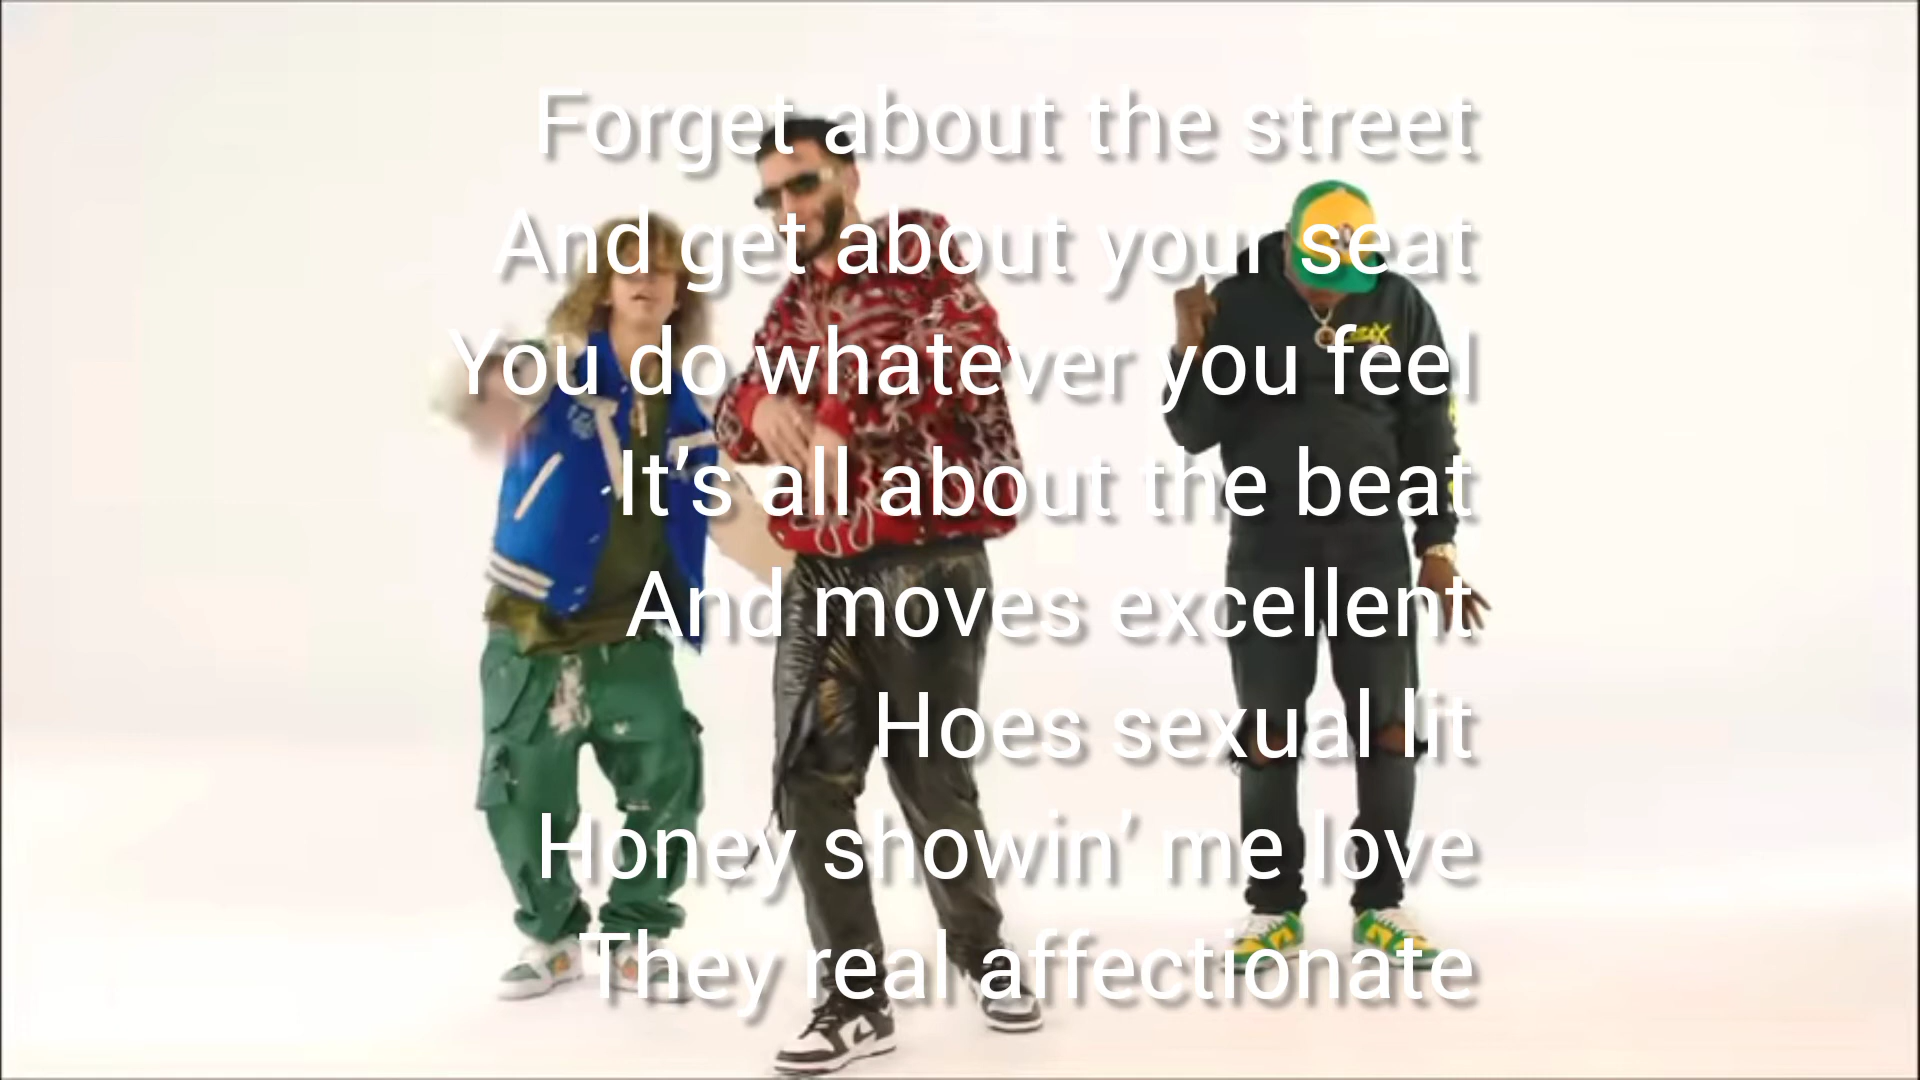 Forget about the street
And get about your seat
You do whatever you feel
It’s all about the beat
And moves excellent
Hoes sexual lit
Honey showin’ me love
They real affectionate